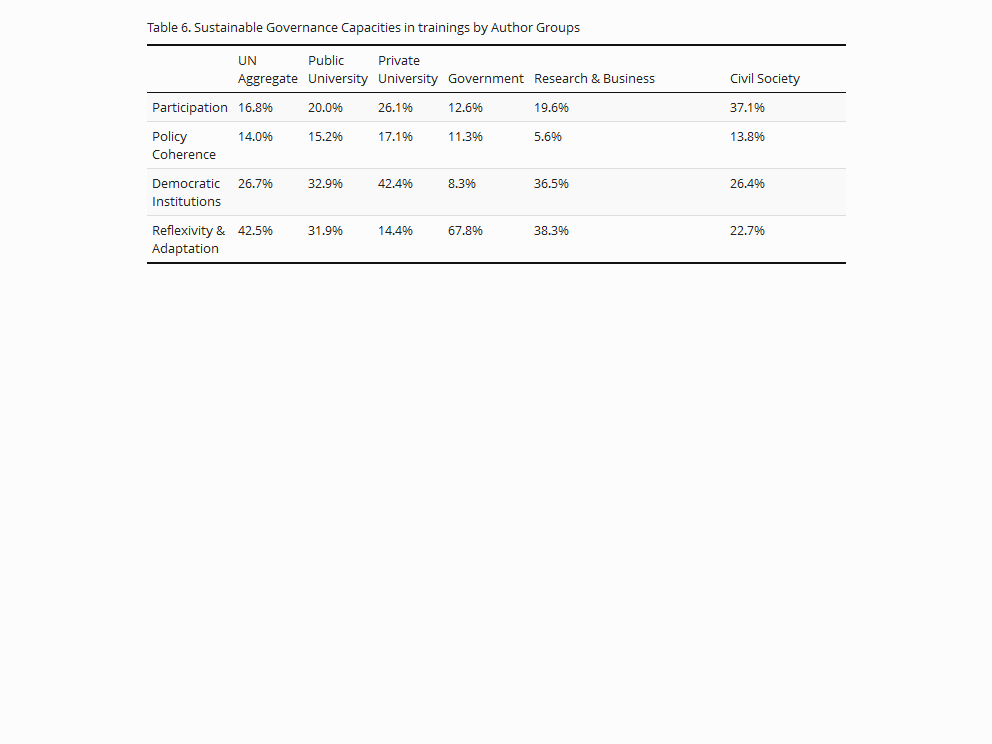 Table 6. Sustainable Governance Capacities in trainings by Author Groups
UN Public Private
Aggregate University University Government Research & Business Civil Society
Participation 16.8% 20.0% 26.1% 12.6% 19.6% 37.1%
Policy 14.0% 15.2% 17.1% 11.3% 5.6% 13.8%
Coherence
Democratic 26.7% 32.9% 42.4% 8.3% 36.5% 26.4%
Institutions
Reflexivity & 42.5% 31.9% 14.4% 67.8% 38.3% 22.7%
Adaptation